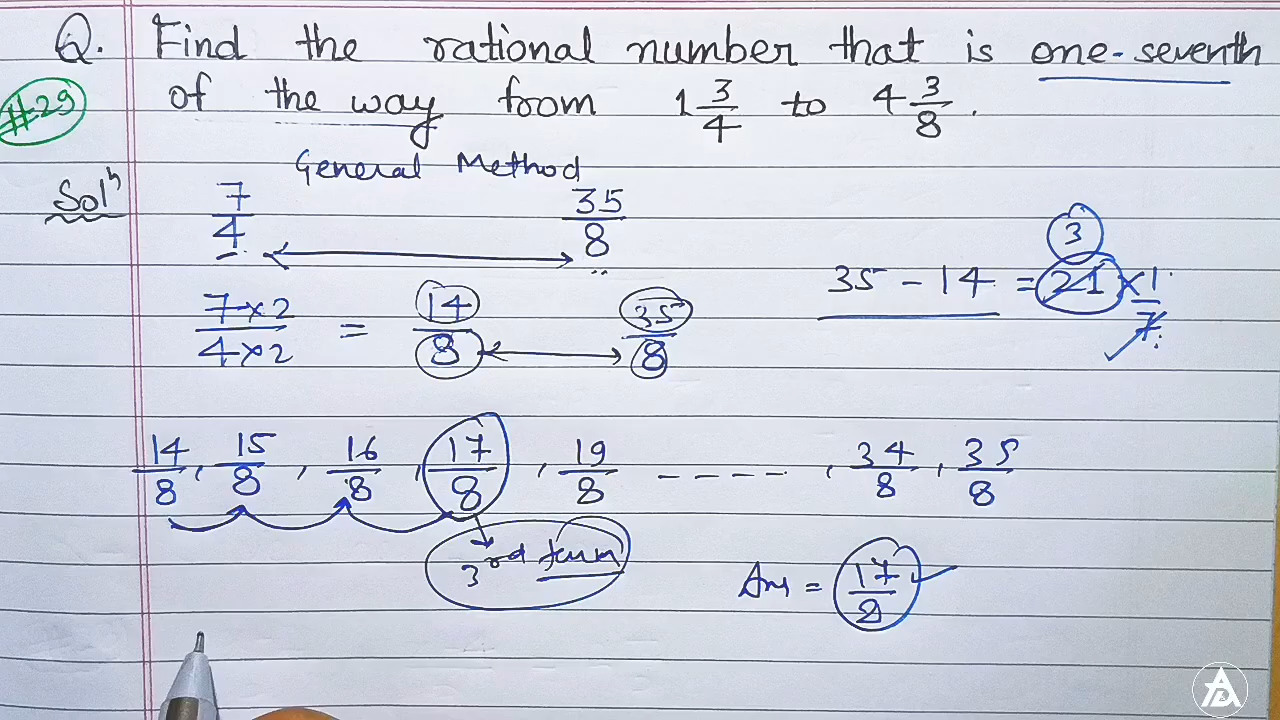 Q. Find the rational number that is one-seventh
#29 of the way from 1 3/4 to 4 3/8.
General Method
Solⁿ 7/4 35/8
3
35 - 14 = 21 × 1/7
7×2/4×2 = 14/8 35/8
14/8, 15/8, 16/8, 17/8, 19/8 ----, 34/8, 35/8
3rd term
Ans = 17/8